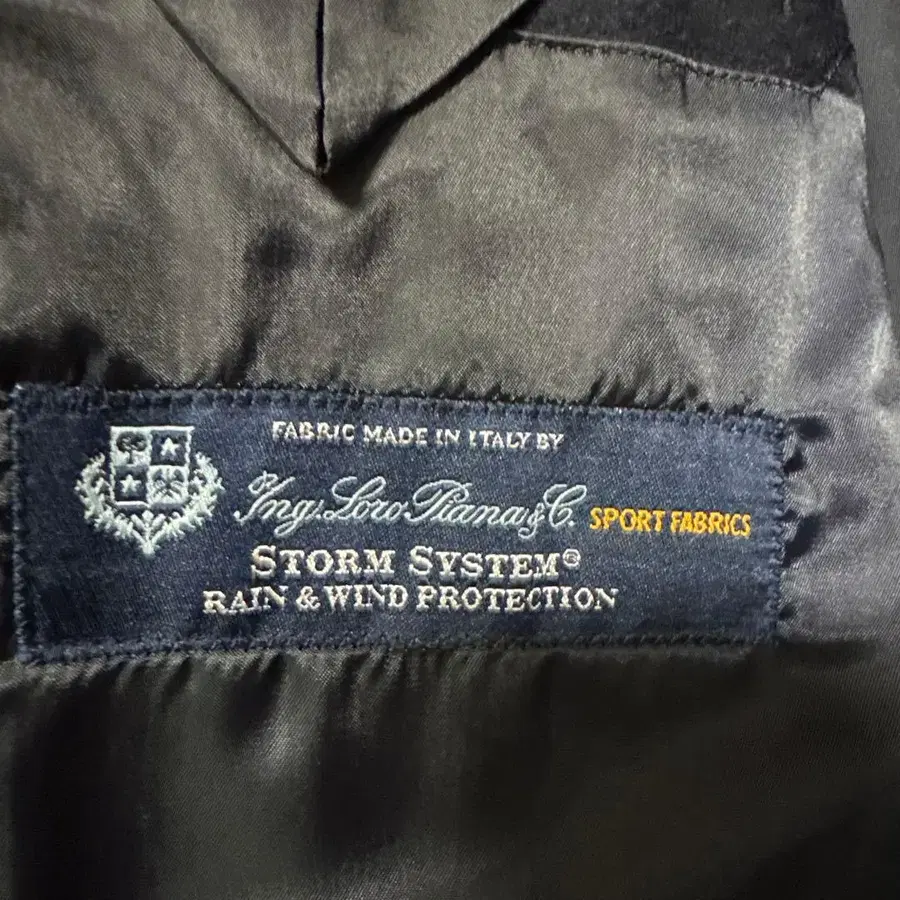 FABRIC MADE IN ITALY BY
Ing. Loro Piana & C. SPORT FABRICS
STORM SYSTEM®
RAIN & WIND PROTECTION